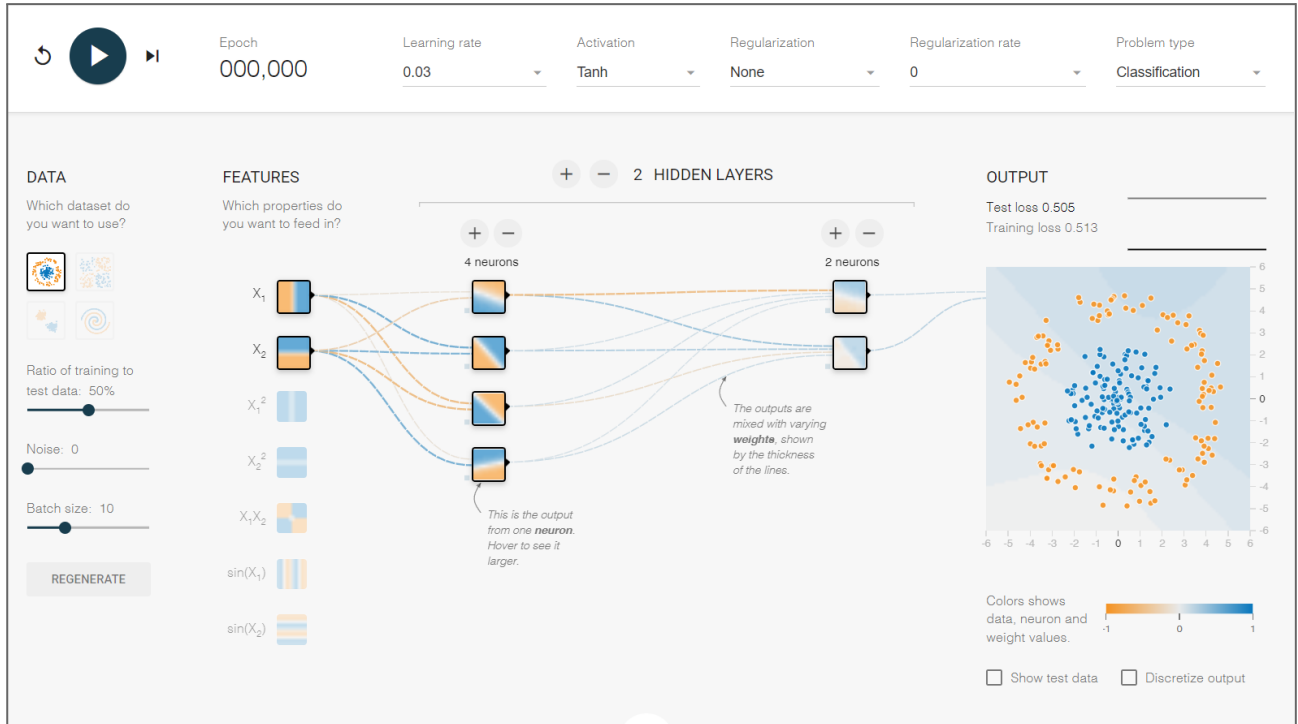 Epoch
000,000
Learning rate
0.03
Activation
Tanh
Regularization
None
Regularization rate
0
Problem type
Classification
DATA
Which dataset do
you want to use?
Ratio of training to
test data: 50%
Noise: 0
Batch size: 10
REGENERATE
FEATURES
Which properties do
you want to feed in?
X₁
X₂
X₁²
X₂²
X₁X₂
sin(X₁)
sin(X₂)
+ − 2 HIDDEN LAYERS
+ −
4 neurons
+ −
2 neurons
This is the output
from one neuron.
Hover to see it
larger.
The outputs are
mixed with varying
weights, shown
by the thickness
of the lines.
OUTPUT
Test loss 0.505
Training loss 0.513
6
5
4
3
2
1
0
-1
-2
-3
-4
-5
-6
-6 -5 -4 -3 -2 -1 0 1 2 3 4 5 6
Colors shows
data, neuron and
weight values.
-1 0 1
Show test data
Discretize output